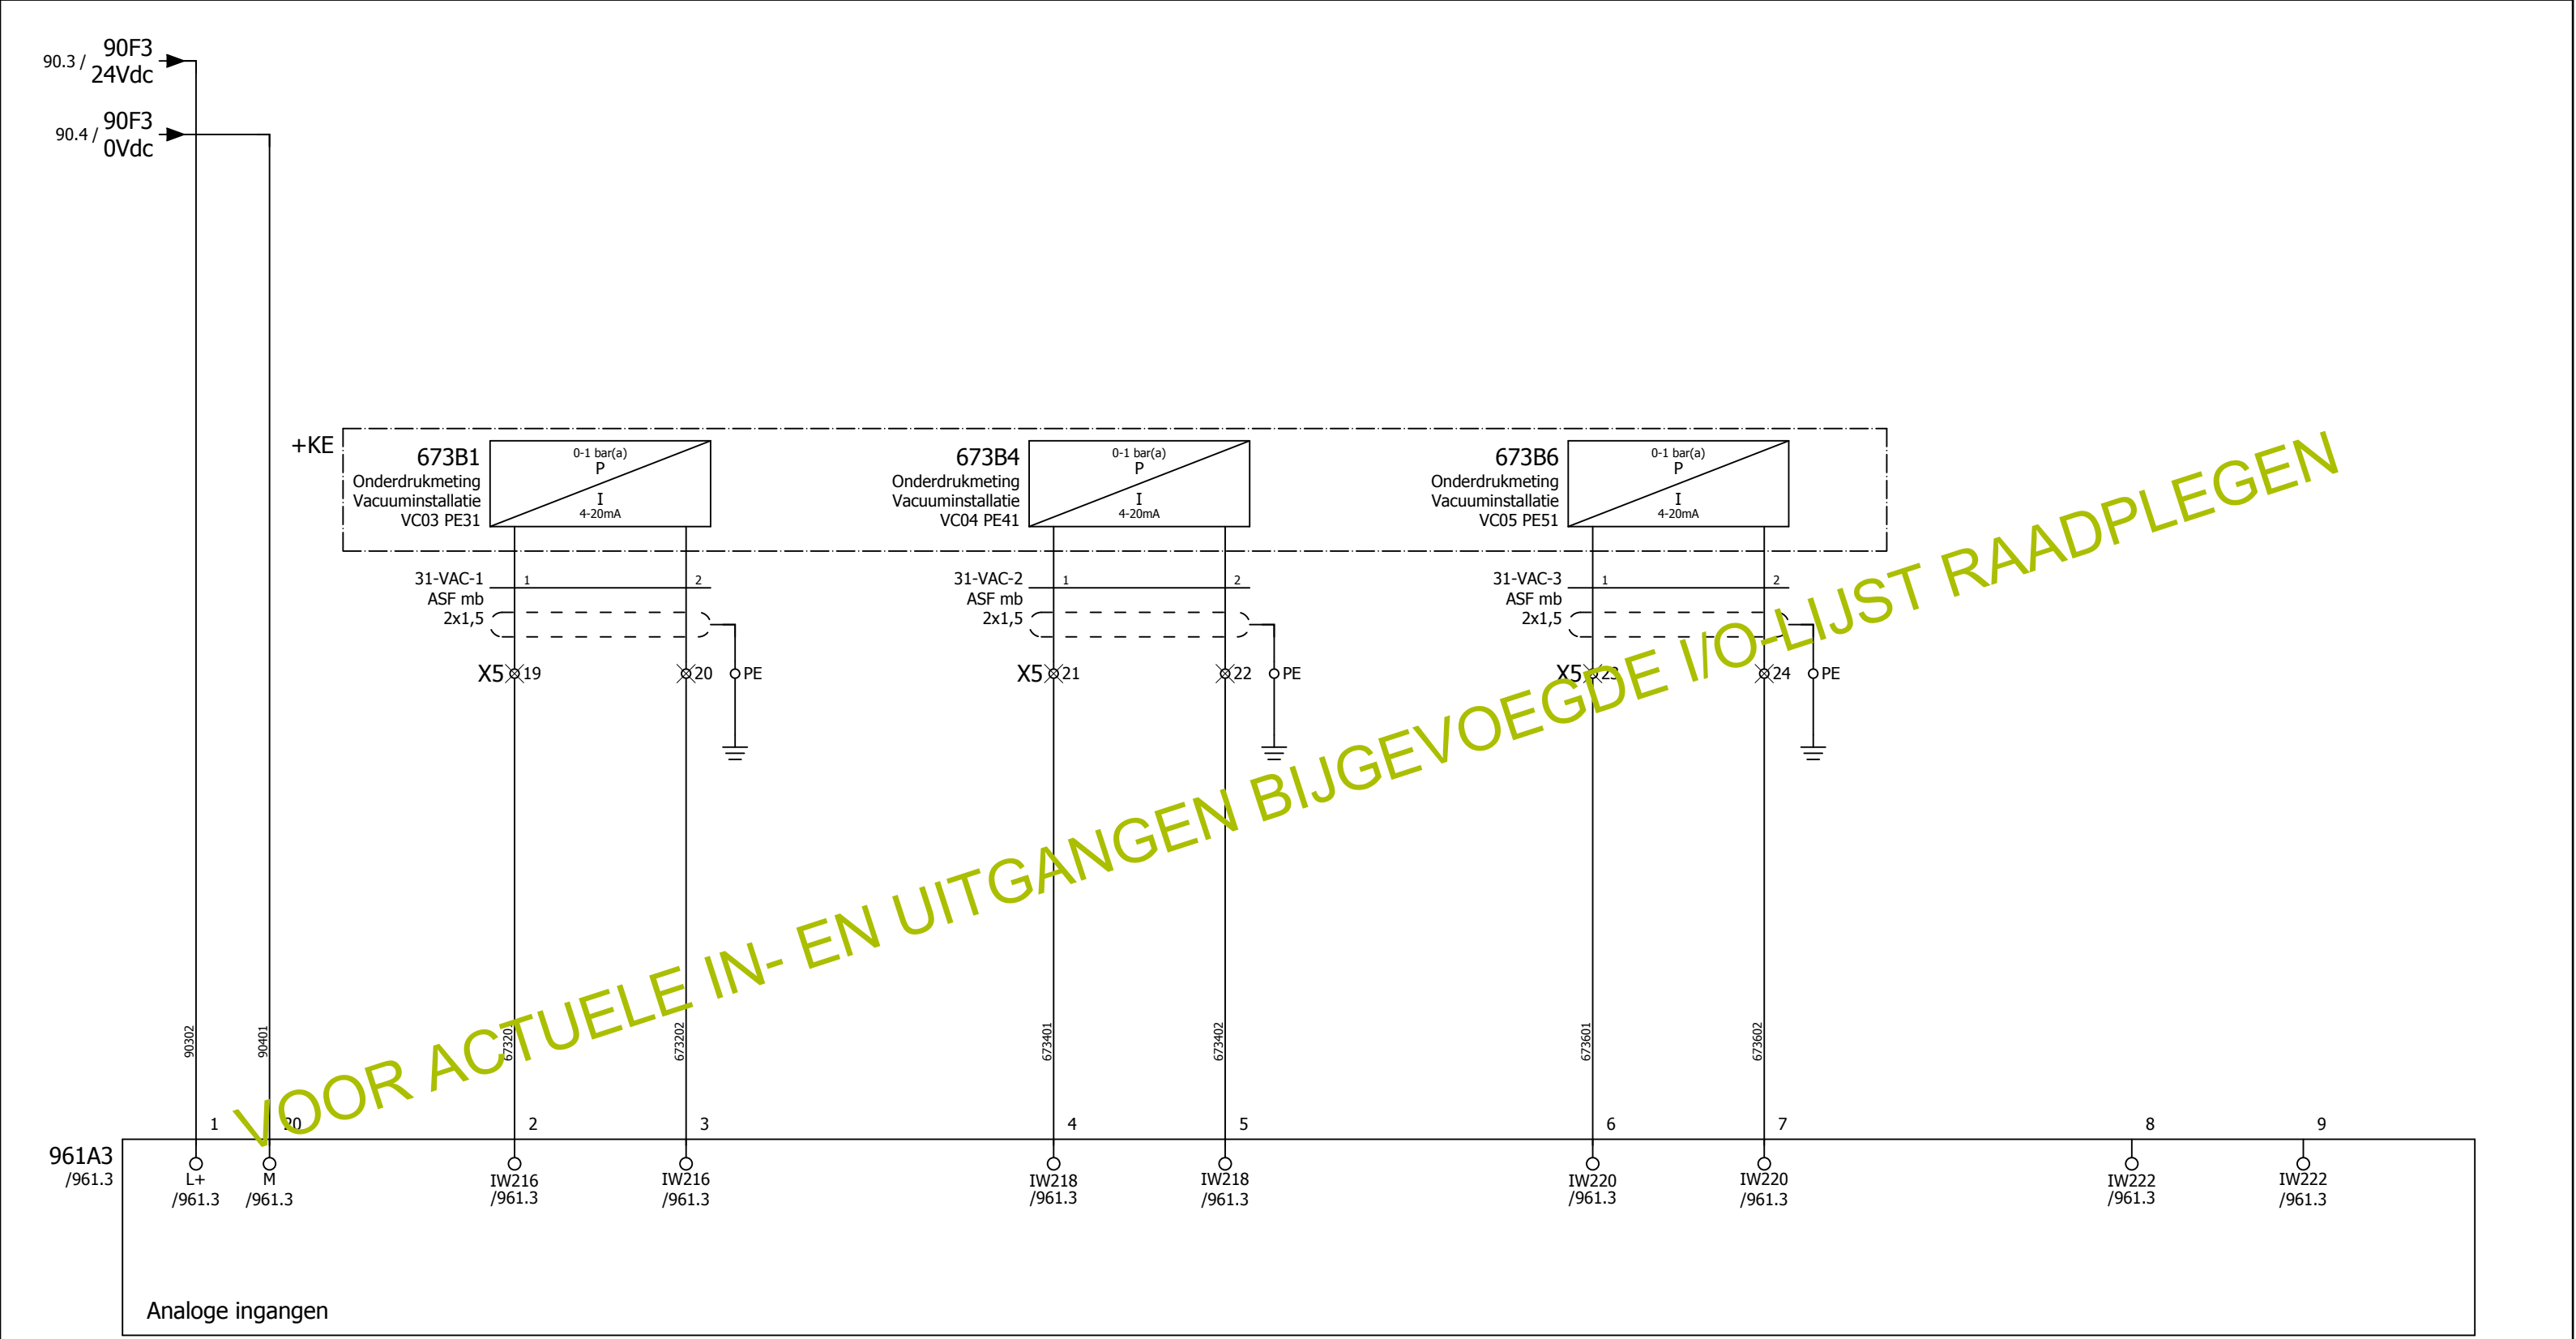 90F3
90.3 /
24Vdc
90F3
90.4 /
0Vdc
+KE
673B1
Onderdrukmeting
Vacuuminstallatie
VC03 PE31
0-1 bar(a)
P
I
4-20mA
673B4
Onderdrukmeting
Vacuuminstallatie
VC04 PE41
0-1 bar(a)
P
I
4-20mA
673B6
Onderdrukmeting
Vacuuminstallatie
VC05 PE51
0-1 bar(a)
P
I
4-20mA
31-VAC-1 1 2
ASF mb
2x1,5
31-VAC-2 1 2
ASF mb
2x1,5
31-VAC-3 1 2
ASF mb
2x1,5
X5 19 20 PE
X5 21 22 PE
X5 23 24 PE
VOOR ACTUELE IN- EN UITGANGEN BIJGEVOEGDE I/O-LIJST RAADPLEGEN
90302
90401
673201
673202
673401
673402
673601
673602
1 20 2 3 4 5 6 7 8 9
961A3
/961.3
L+
/961.3
M
/961.3
IW216
/961.3
IW216
/961.3
IW218
/961.3
IW218
/961.3
IW220
/961.3
IW220
/961.3
IW222
/961.3
IW222
/961.3
Analoge ingangen